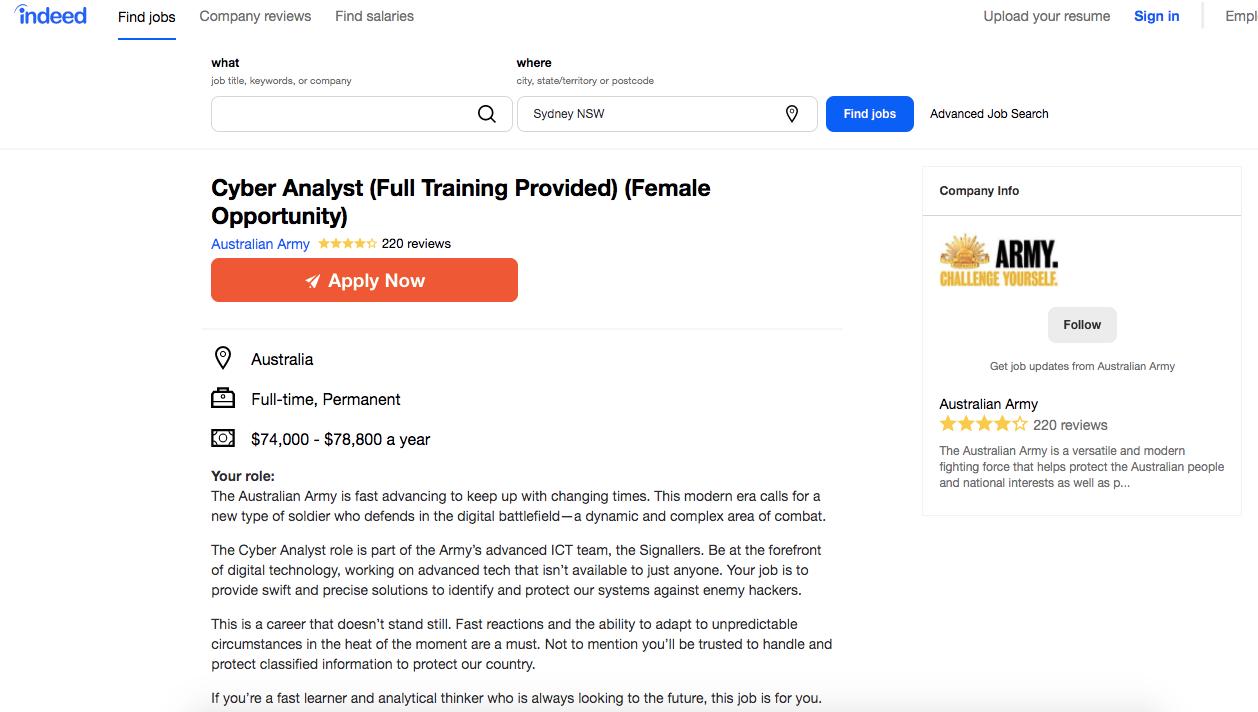 indeed
Find jobs
Company reviews
Find salaries
Upload your resume
Sign in
Empl
what
job title, keywords, or company
where
city, state/territory or postcode
Sydney NSW
Find jobs
Advanced Job Search
Cyber Analyst (Full Training Provided) (Female
Opportunity)
Australian Army 220 reviews
Apply Now
Australia
Full-time, Permanent
$74,000 - $78,800 a year
Your role:
The Australian Army is fast advancing to keep up with changing times. This modern era calls for a
new type of soldier who defends in the digital battlefield—a dynamic and complex area of combat.
The Cyber Analyst role is part of the Army’s advanced ICT team, the Signallers. Be at the forefront
of digital technology, working on advanced tech that isn’t available to just anyone. Your job is to
provide swift and precise solutions to identify and protect our systems against enemy hackers.
This is a career that doesn’t stand still. Fast reactions and the ability to adapt to unpredictable
circumstances in the heat of the moment are a must. Not to mention you’ll be trusted to handle and
protect classified information to protect our country.
If you’re a fast learner and analytical thinker who is always looking to the future, this job is for you.
Company Info
ARMY.
CHALLENGE YOURSELF.
Follow
Get job updates from Australian Army
Australian Army
220 reviews
The Australian Army is a versatile and modern
fighting force that helps protect the Australian people
and national interests as well as p...